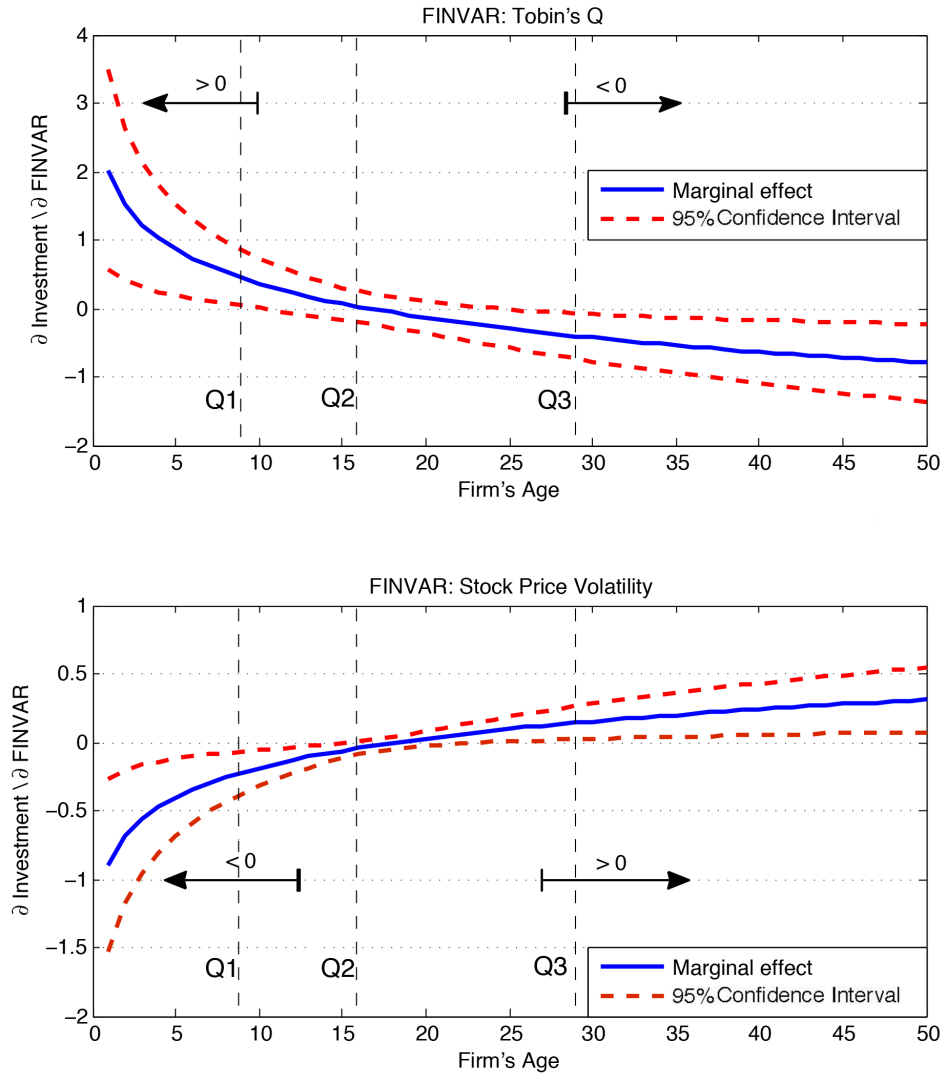 FINVAR: Tobin's Q
4
3
2
1
0
−1
−2
∂ Investment \ ∂ FINVAR
> 0
< 0
Marginal effect
95% Confidence Interval
Q1
Q2
Q3
0 5 10 15 20 25 30 35 40 45 50
Firm's Age
FINVAR: Stock Price Volatility
1
0.5
0
−0.5
−1
−1.5
−2
∂ Investment \ ∂ FINVAR
< 0
> 0
Q1
Q2
Q3
Marginal effect
95% Confidence Interval
0 5 10 15 20 25 30 35 40 45 50
Firm's Age